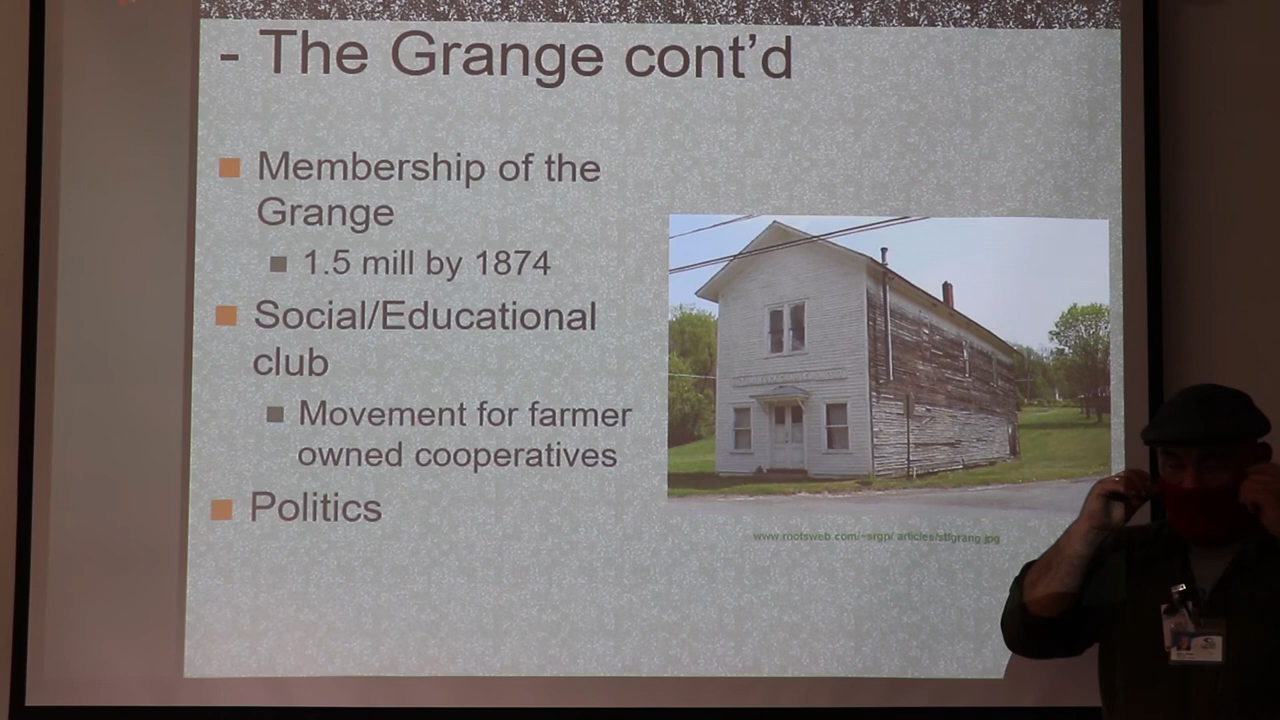 - The Grange cont'd
Membership of the
Grange
1.5 mill by 1874
Social/Educational
club
Movement for farmer
owned cooperatives
Politics
www.rootsweb.com/~srgp/ articles/stlgrang.jpg